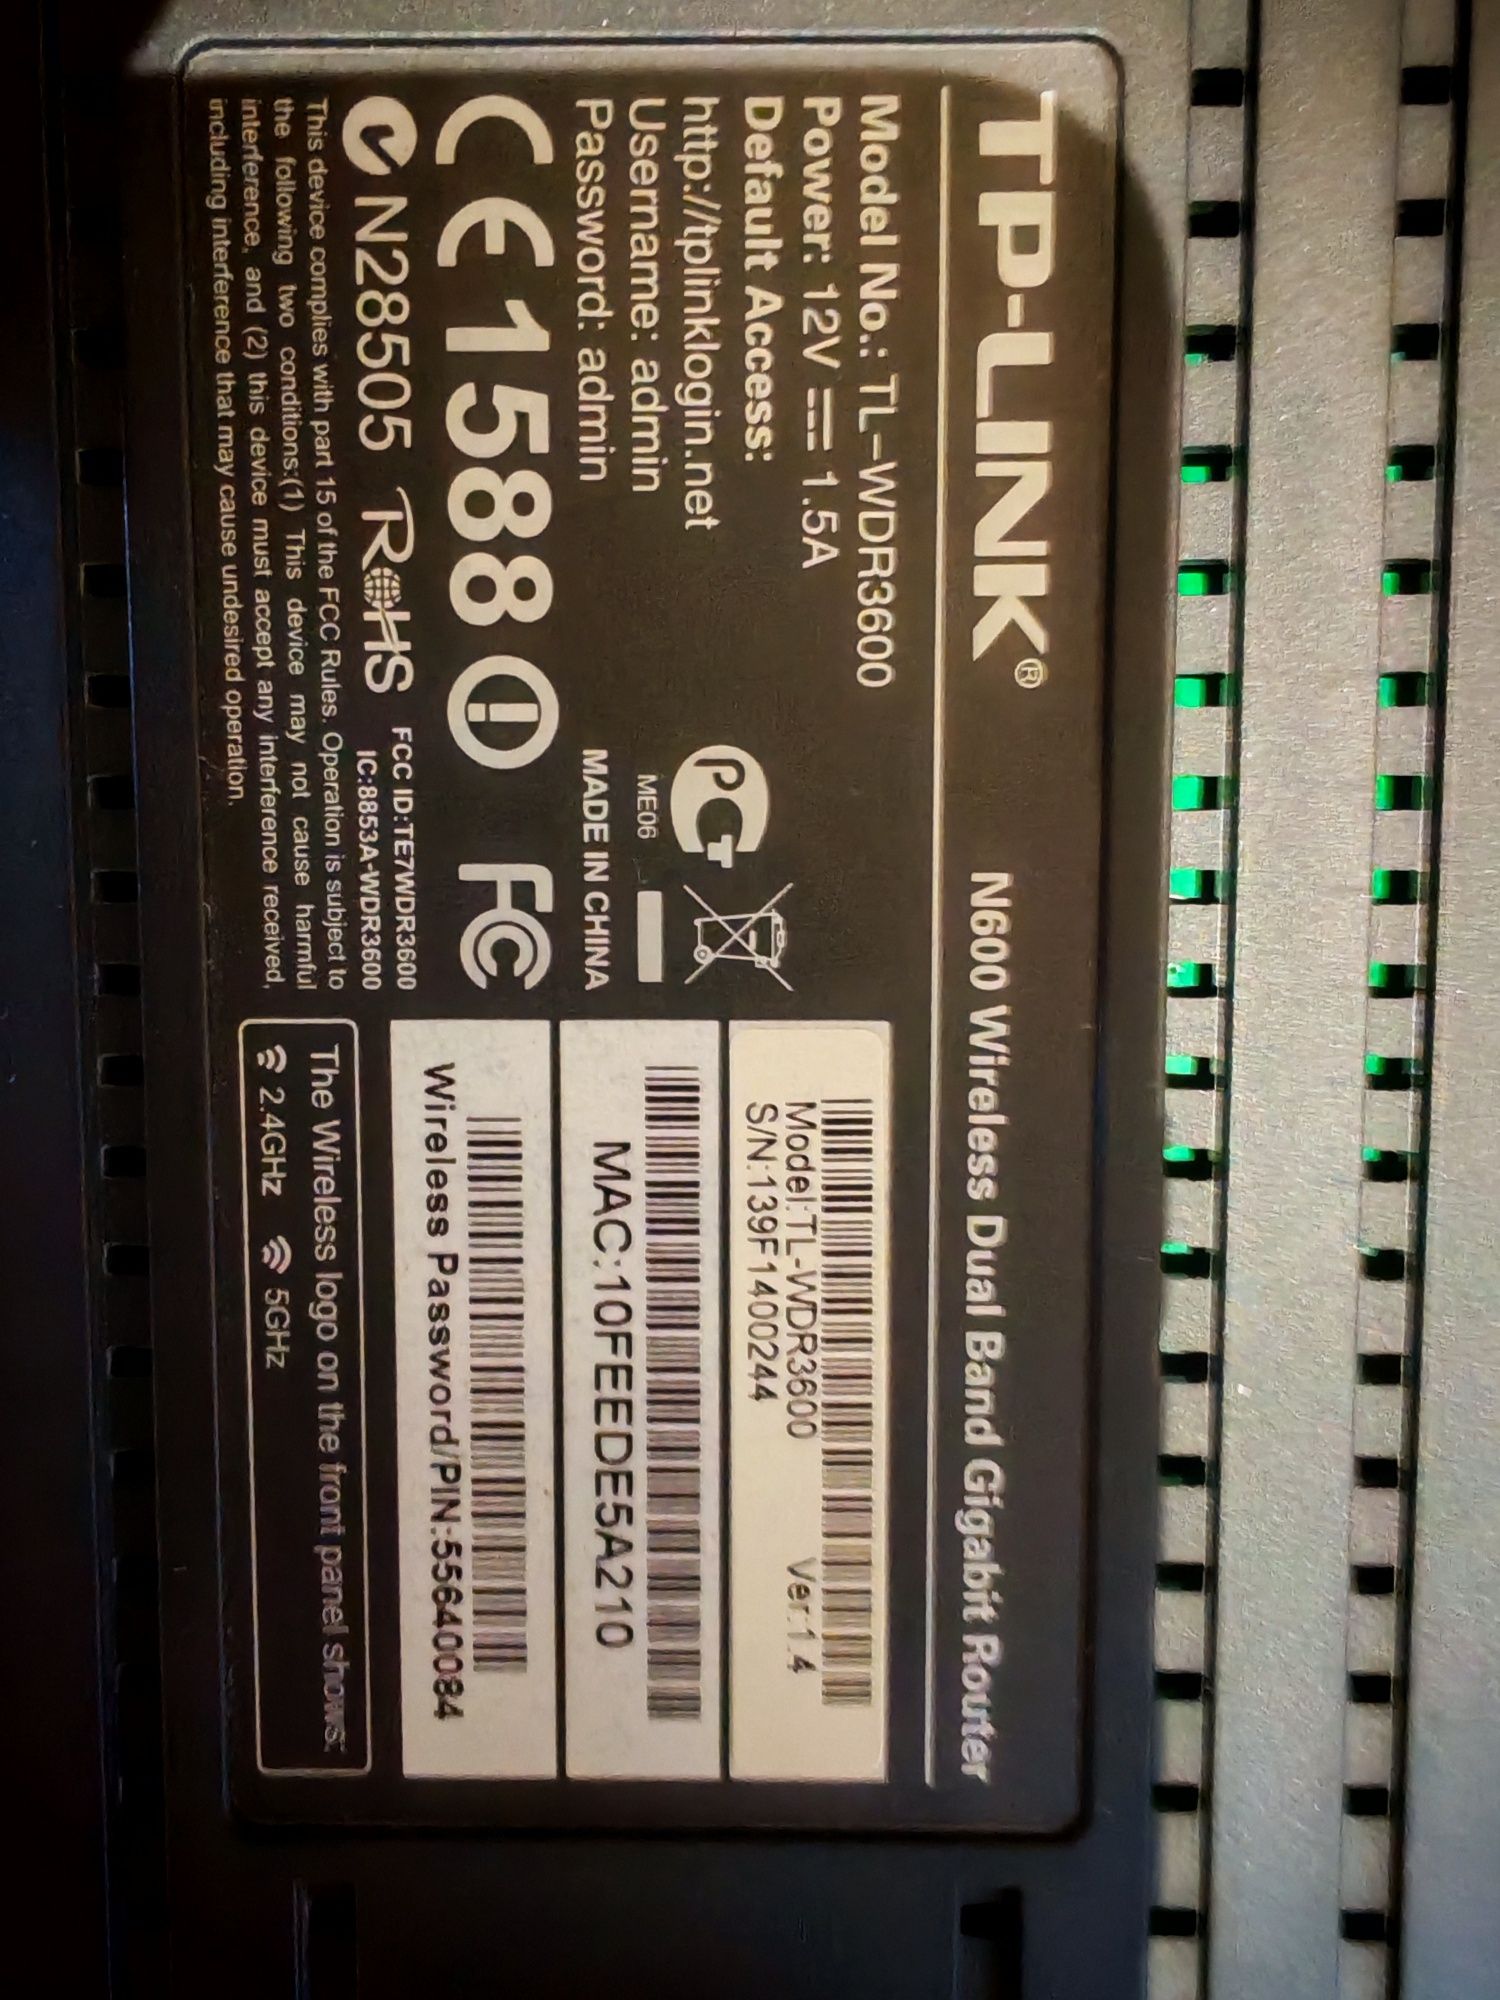 TP-LINK® N600 Wireless Dual Band Gigabit Router
Model No.: TL-WDR3600
Power: 12V ⎓ 1.5A
Default Access:
http://tplinklogin.net
Username: admin
Password: admin
PCT
ME06
MADE IN CHINA
CE1588 FC
N28505 RoHS
FCC ID:TE7WDR3600
IC:8853A-WDR3600
This device complies with part 15 of the FCC Rules. Operation is subject to
the following two conditions:(1) This device may not cause harmful
interference, and (2) this device must accept any interference received,
including interference that may cause undesired operation.
Model:TL-WDR3600 Ver:1.4
S/N:139F1400244
MAC:10FEEDE5A210
Wireless Password/PIN:55640084
The Wireless logo on the front panel shows:
2.4GHz 5GHz